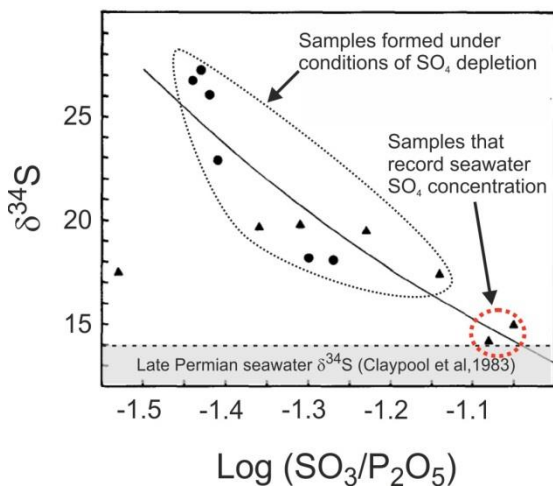 Samples formed under
conditions of SO₄ depletion
Samples that
record seawater
SO₄ concentration
25
20
15
δ³⁴S
Late Permian seawater δ³⁴S (Claypool et al,1983)
-1.5
-1.4
-1.3
-1.2
-1.1
Log (SO₃/P₂O₅)